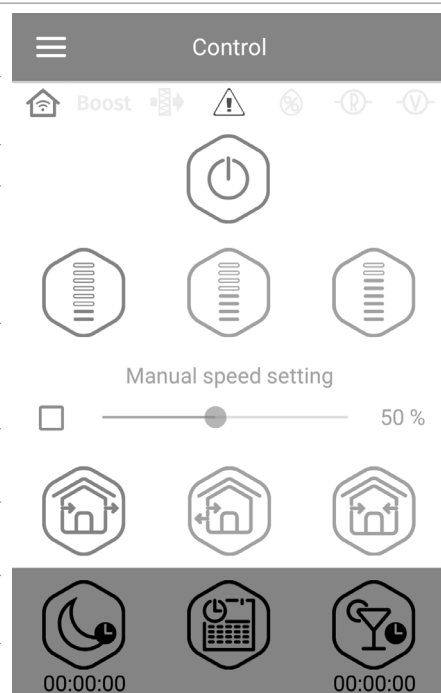 Control
Boost % R V
Manual speed setting
50 %
00:00:00 00:00:00